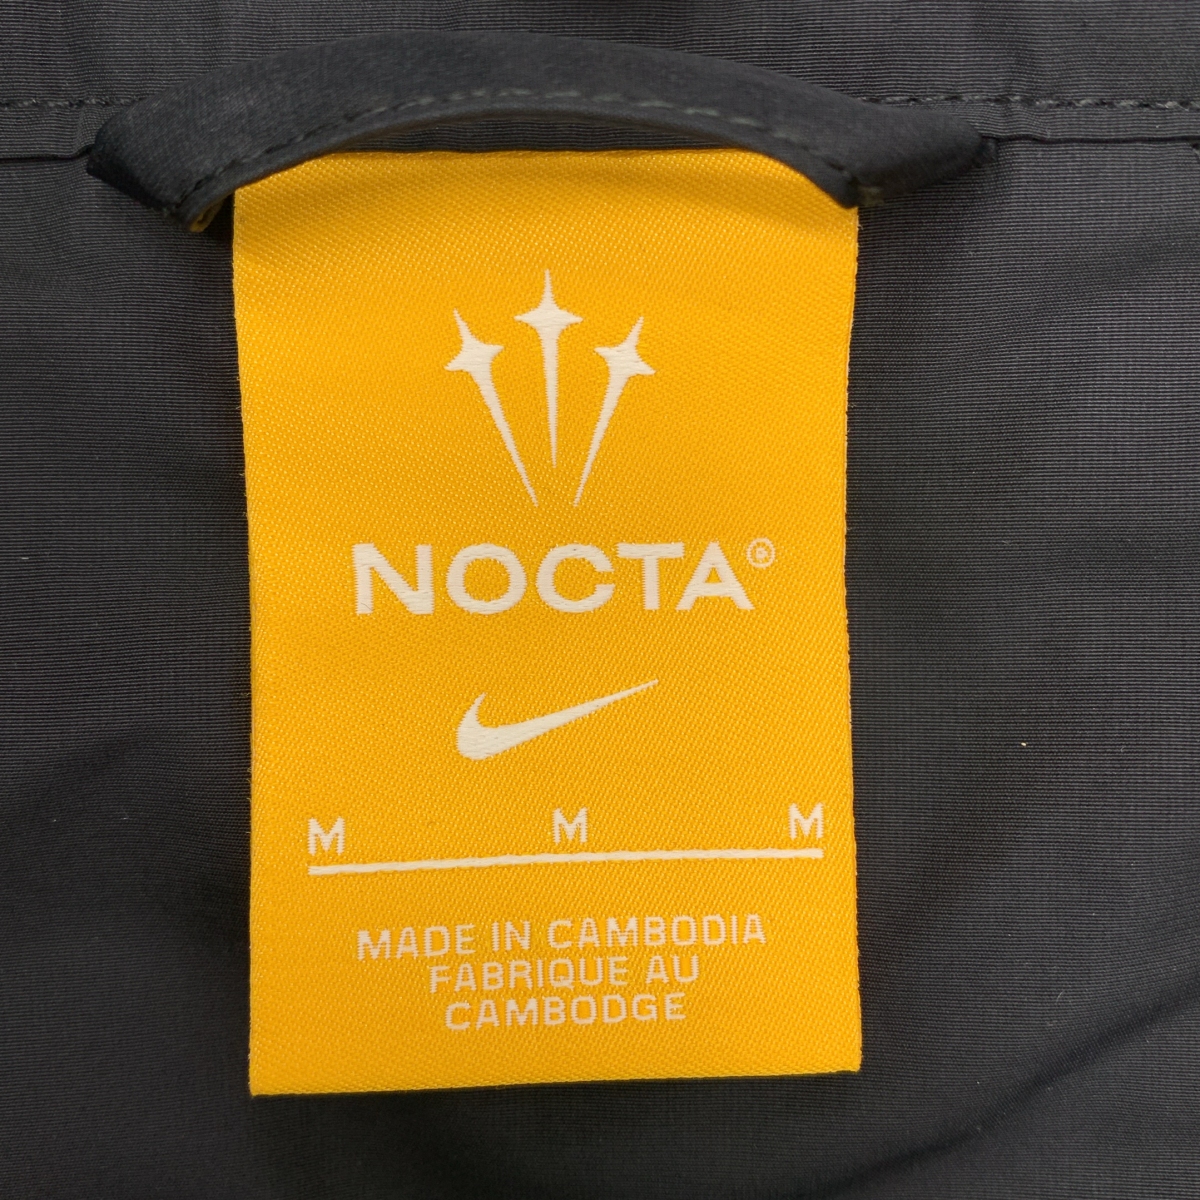 NOCTA®
M M M
MADE IN CAMBODIA
FABRIQUE AU
CAMBODGE